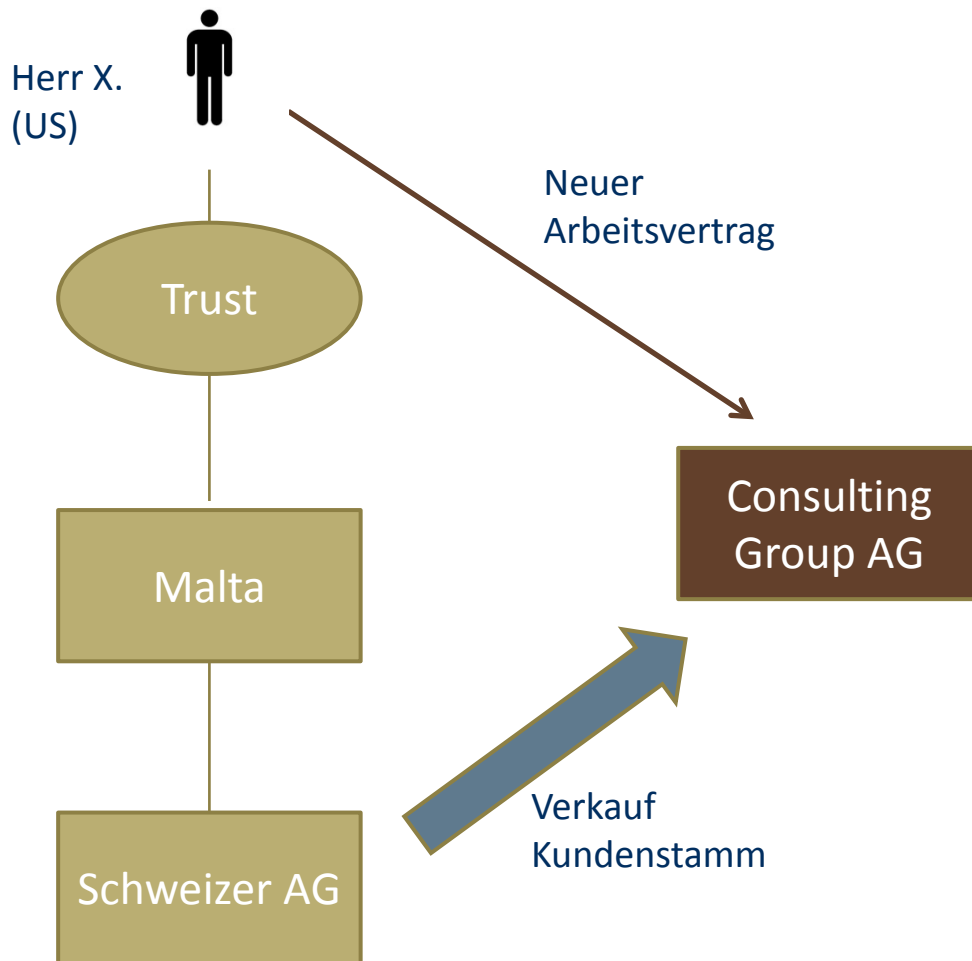 Herr X.
(US)
Neuer
Arbeitsvertrag
Trust
Consulting
Group AG
Malta
Verkauf
Kundenstamm
Schweizer AG